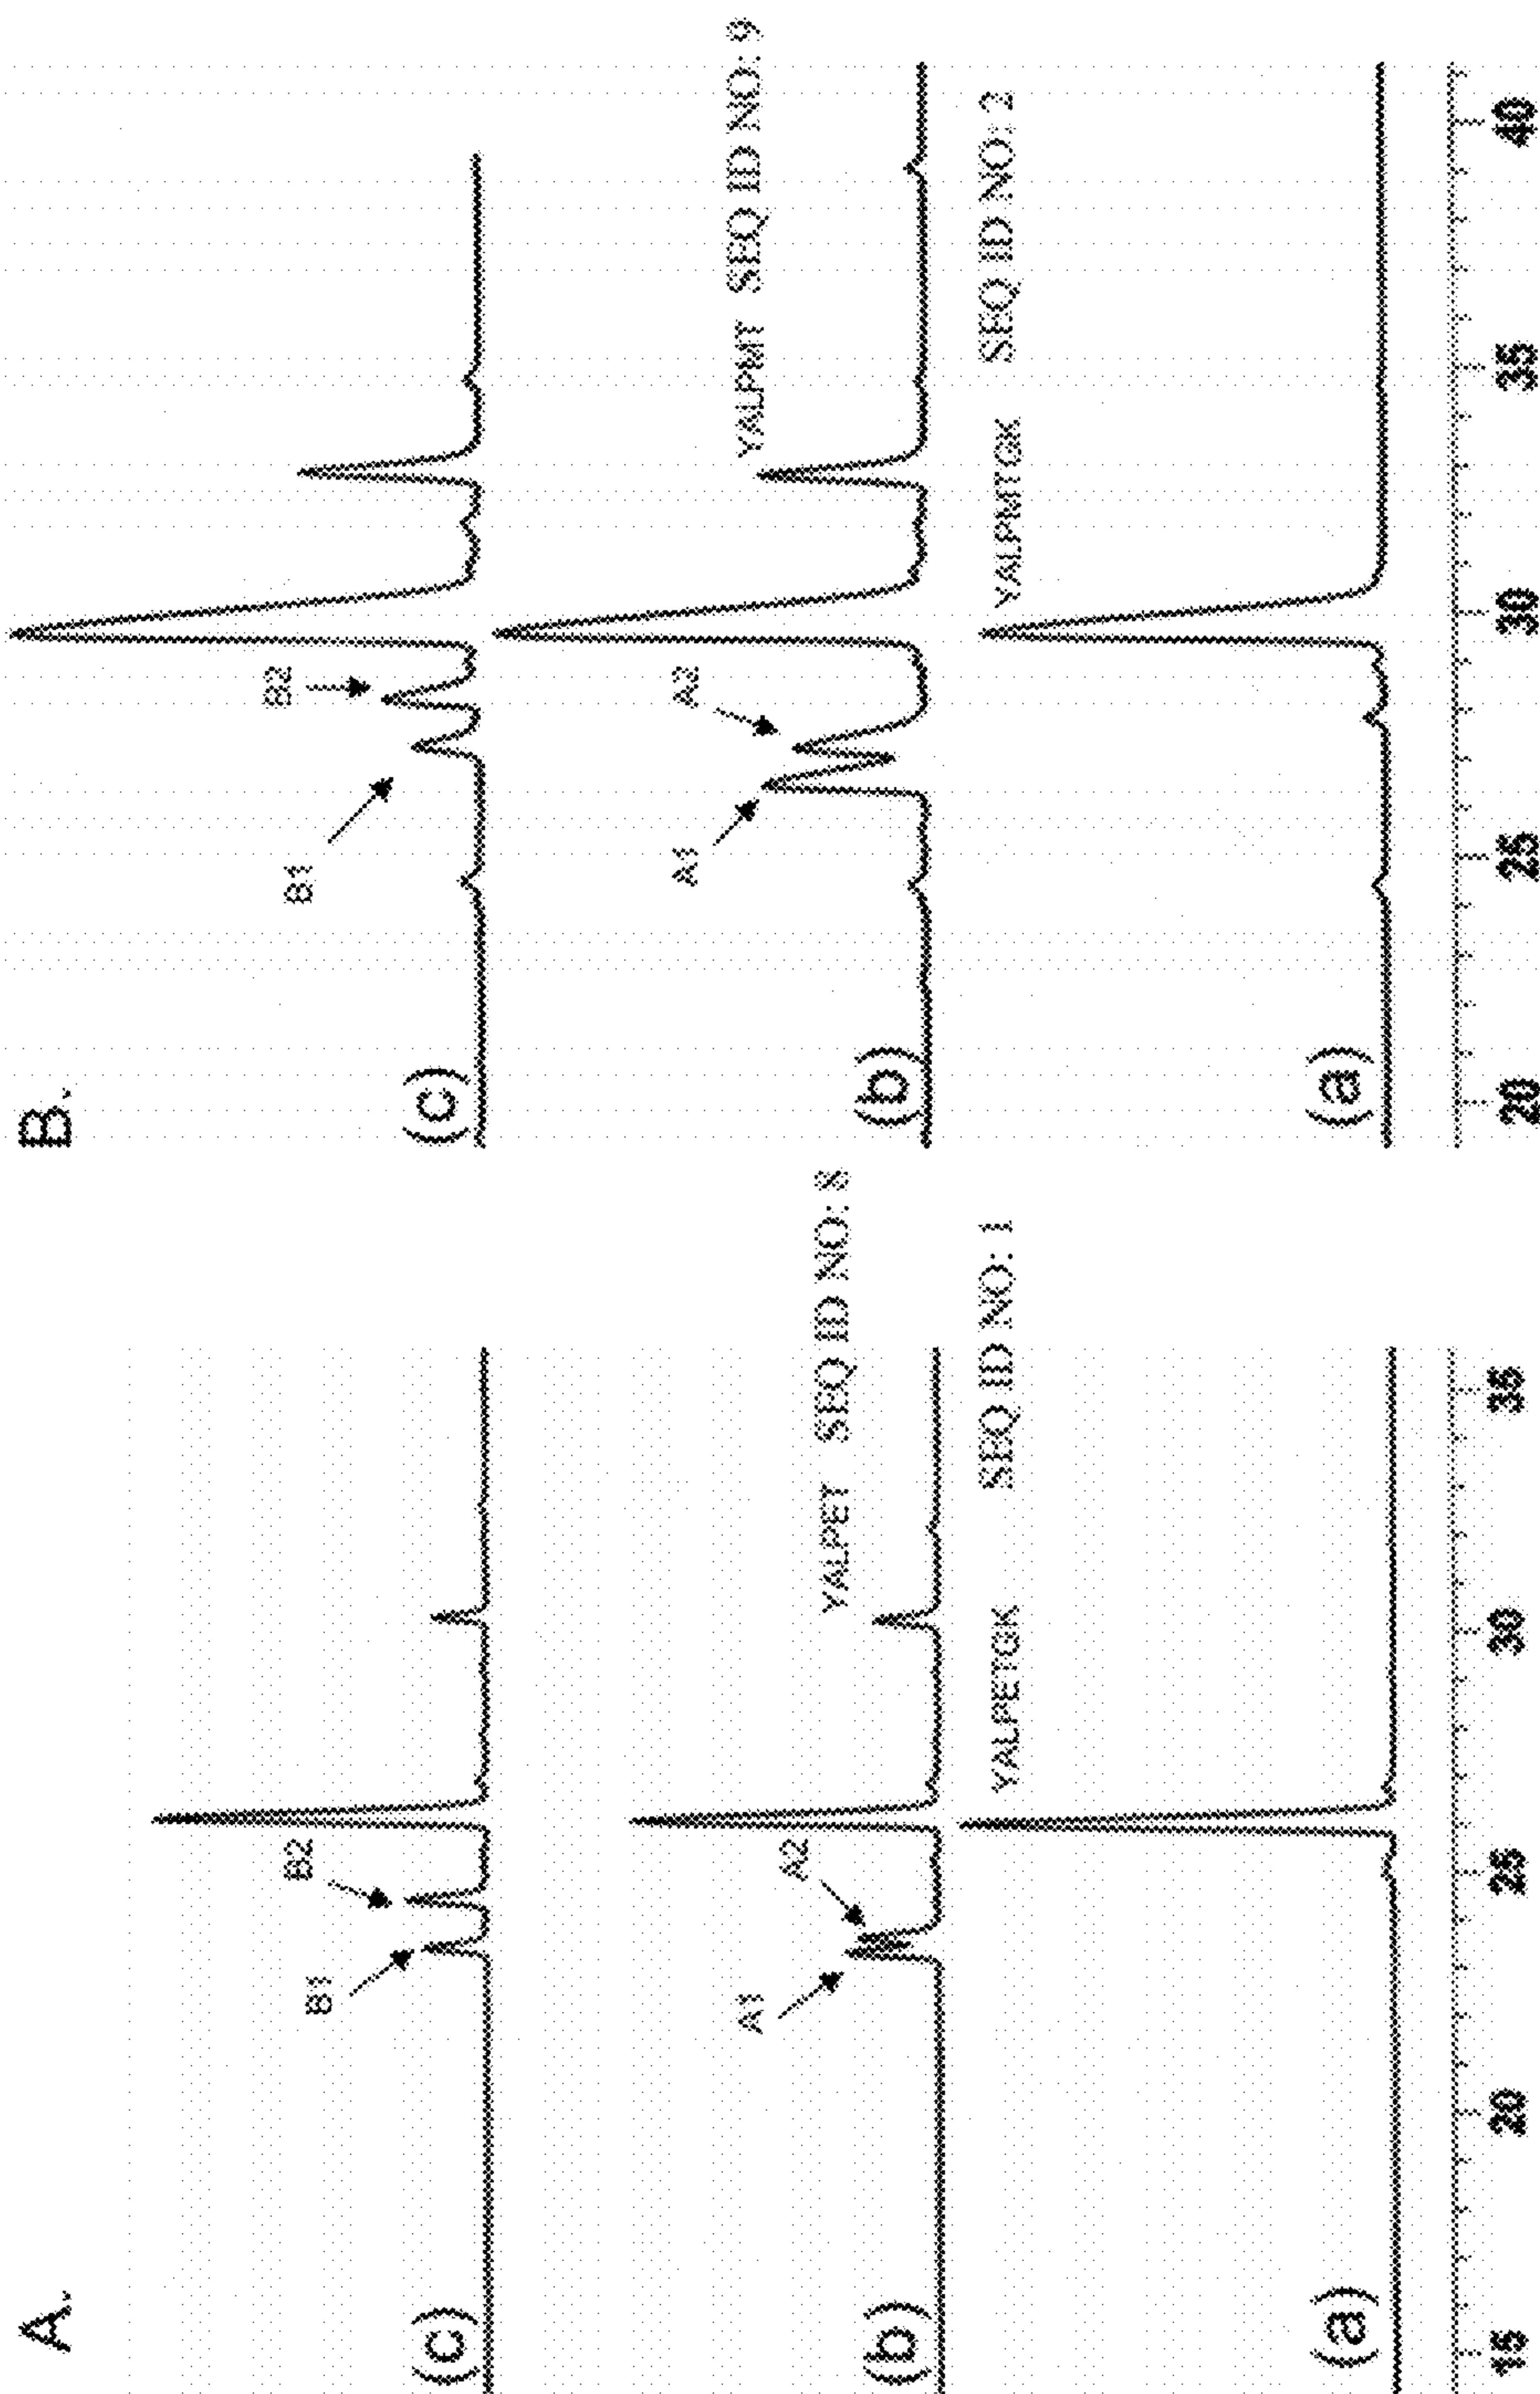 A.
(c)
B1
B2
(b)
A1
A2
YALPET SEQ ID NO: 8
YALPETGK SEQ ID NO: 1
(a)
15 20 25 30 35
B.
(c)
B1
B2
(b)
A1
A2
YALPMT SEQ ID NO: 9
YALPMTGK SEQ ID NO: 2
(a)
20 25 30 35 40